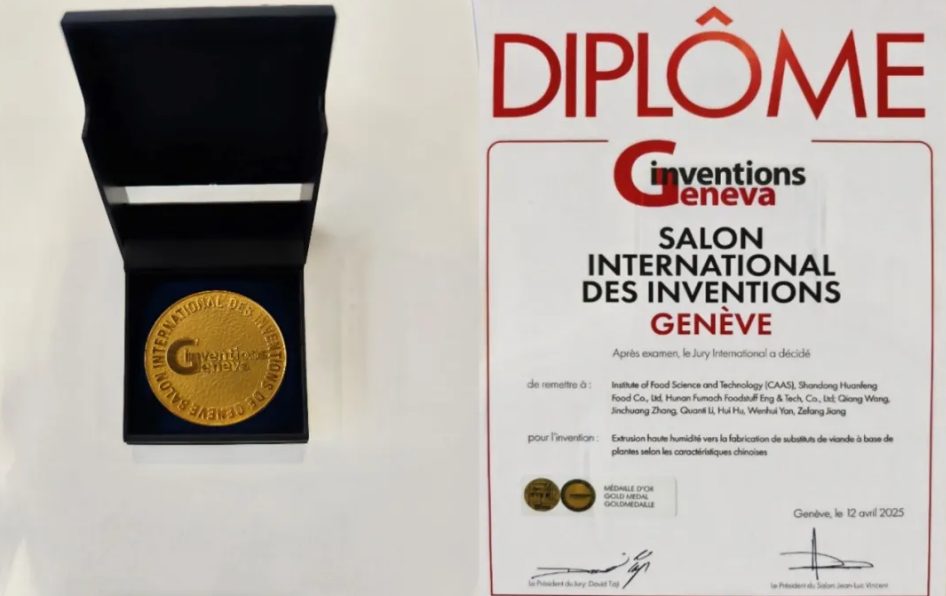 SALON INTERNATIONAL DES INVENTIONS DE GENÈVE
inventions
Geneva
DIPLÔME
inventions
Geneva
SALON
INTERNATIONAL
DES INVENTIONS
GENÈVE
Après examen, le Jury International a décidé
de remettre à :
Institute of Food Science and Technology (CAAS), Shandong Huanfeng
Food Co., Ltd, Hunan Fumach Foodstuff Eng & Tech, Co., Ltd; Qiang Wang,
Jinchuang Zhang, Quanti Li, Hui Hu, Wenhui Yan, Zefang Jiang
pour l'invention :
Extrusion haute humidité vers la fabrication de substituts de viande à base de
plantes selon les caractéristiques chinoises
MÉDAILLE D'OR
GOLD MEDAL
GOLDMEDAILLE
Genève, le 12 avril 2025
Le Président du Jury: David Taji
Le Président du Salon Jean-Luc Vincent